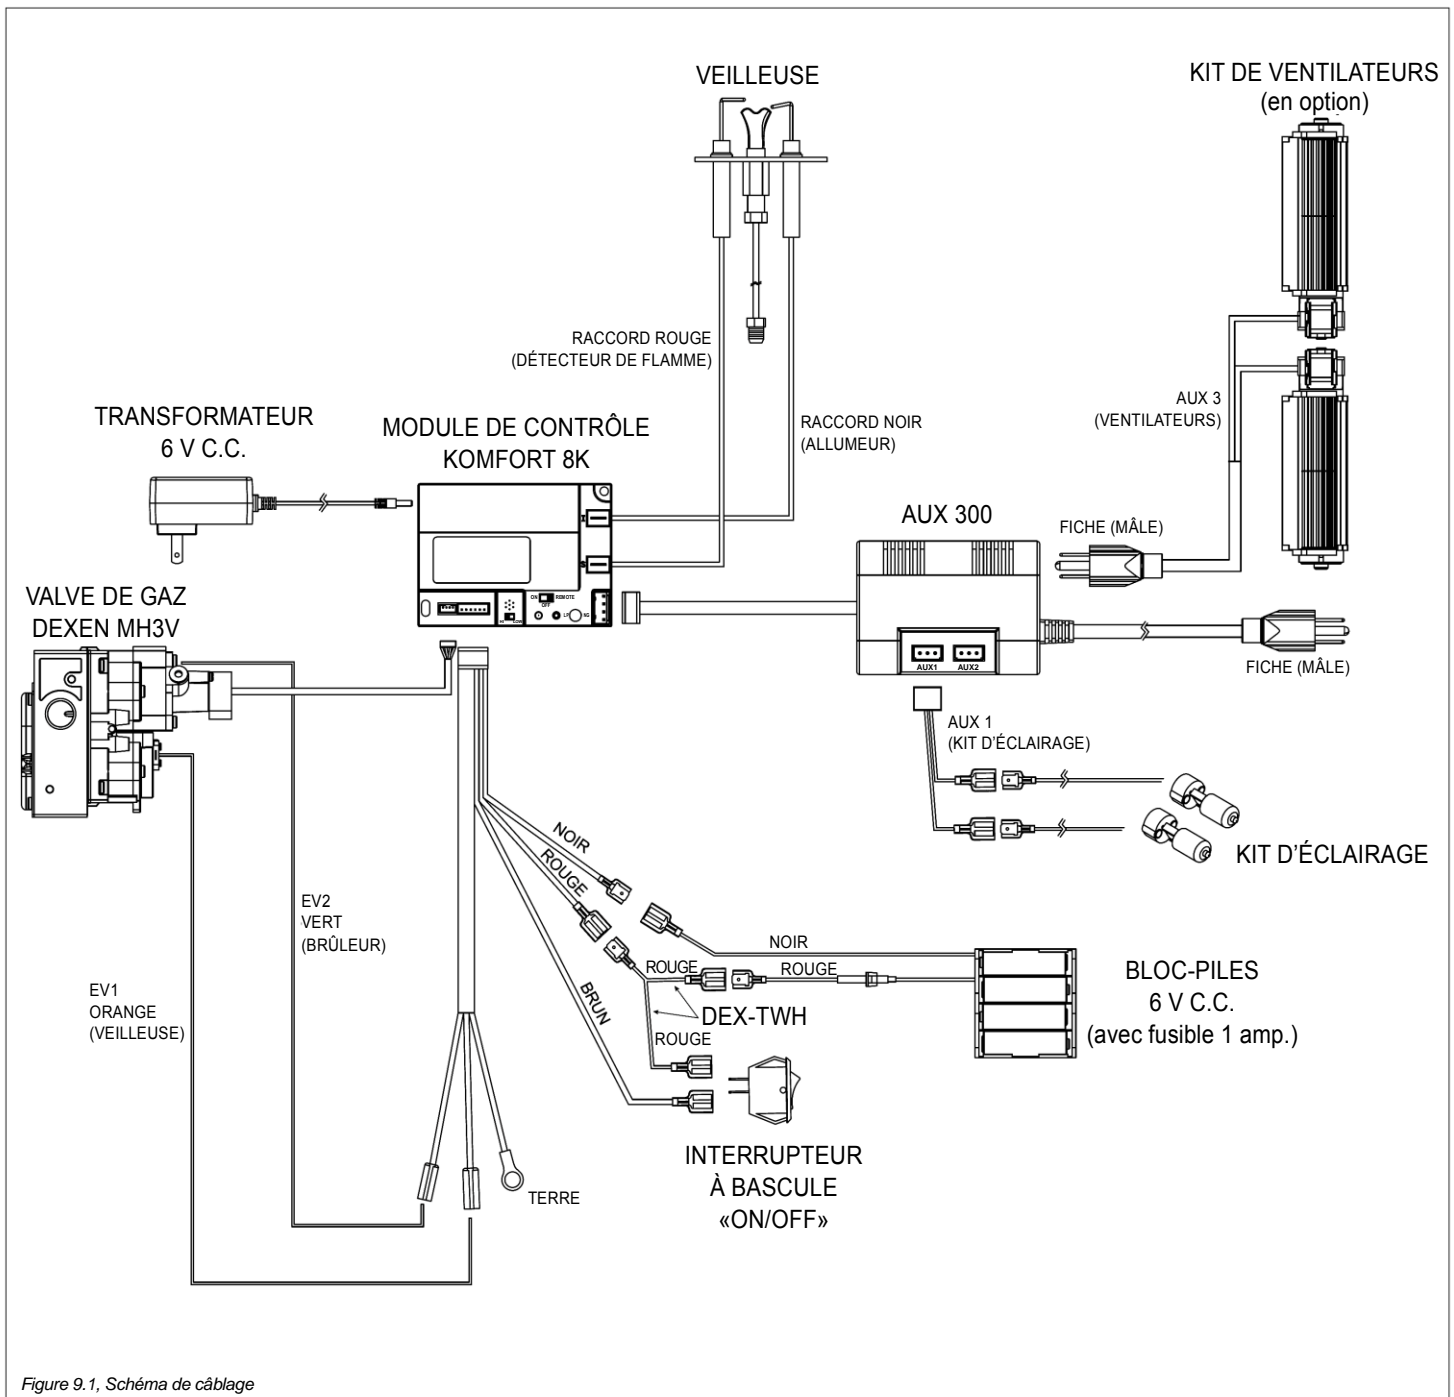 VEILLEUSE
KIT DE VENTILATEURS
(en option)
RACCORD ROUGE
(DÉTECTEUR DE FLAMME)
AUX 3
(VENTILATEURS)
TRANSFORMATEUR
6 V C.C.
MODULE DE CONTRÔLE
KOMFORT 8K
RACCORD NOIR
(ALLUMEUR)
AUX 300
FICHE (MÂLE)
I
S
ON
REMOTE
OFF
LP
NG
HI
LOW
VALVE DE GAZ
DEXEN MH3V
AUX1
AUX2
FICHE (MÂLE)
AUX 1
(KIT D'ÉCLAIRAGE)
KIT D'ÉCLAIRAGE
NOIR
ROUGE
BRUN
EV2
VERT
(BRÛLEUR)
NOIR
ROUGE
ROUGE
DEX-TWH
ROUGE
BLOC-PILES
6 V C.C.
(avec fusible 1 amp.)
EV1
ORANGE
(VEILLEUSE)
INTERRUPTEUR
À BASCULE
«ON/OFF»
TERRE
Figure 9.1, Schéma de câblage